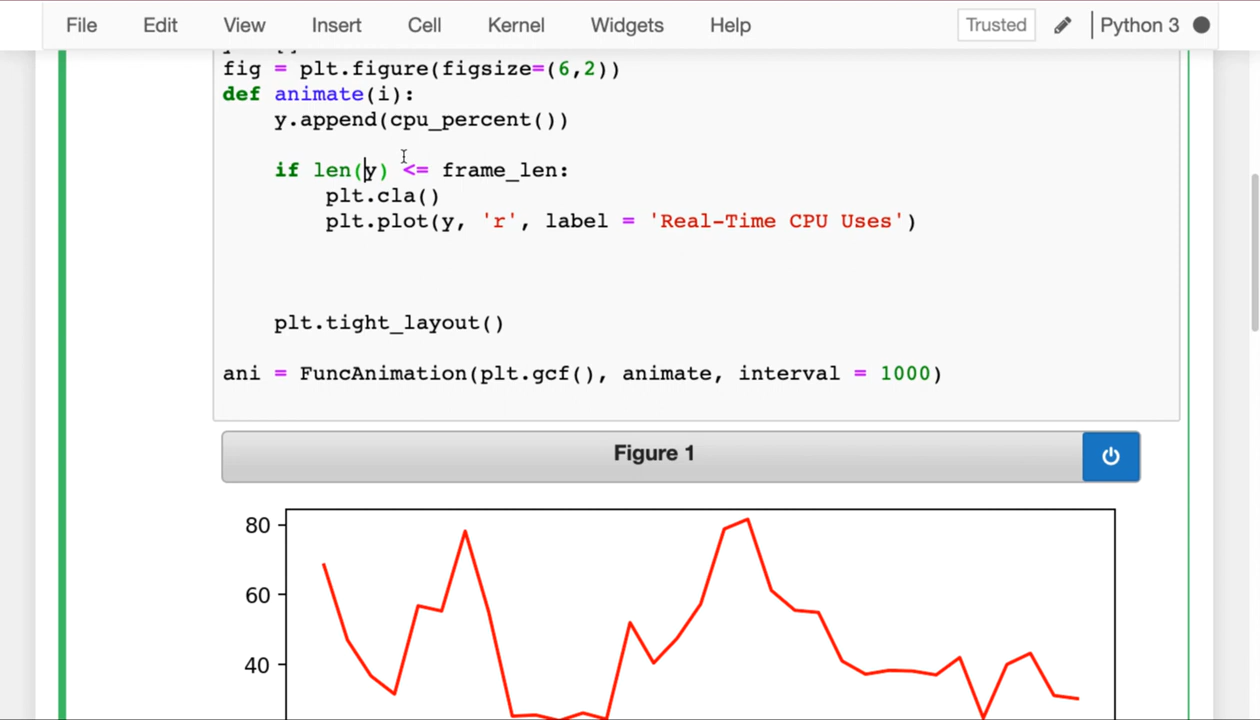 File Edit View Insert Cell Kernel Widgets Help Trusted Python 3
fig = plt.figure(figsize=(6,2))
def animate(i):
y.append(cpu_percent())
if len(y) <= frame_len:
plt.cla()
plt.plot(y, 'r', label = 'Real-Time CPU Uses')
plt.tight_layout()
ani = FuncAnimation(plt.gcf(), animate, interval = 1000)
Figure 1
80
60
40